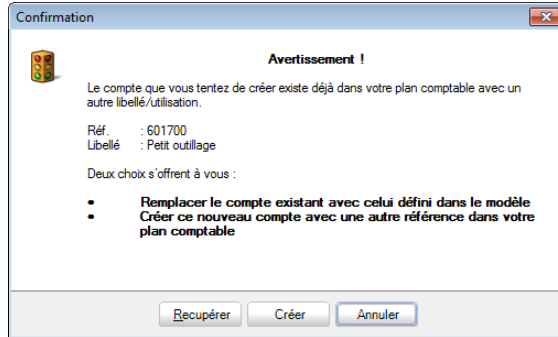 Confirmation
Avertissement !
Le compte que vous tentez de créer existe déjà dans votre plan comptable avec un
autre libellé/utilisation.
Réf. : 601700
Libellé : Petit outillage
Deux choix s'offrent à vous :
• Remplacer le compte existant avec celui défini dans le modèle
• Créer ce nouveau compte avec une autre référence dans votre
plan comptable
Recupérer Créer Annuler